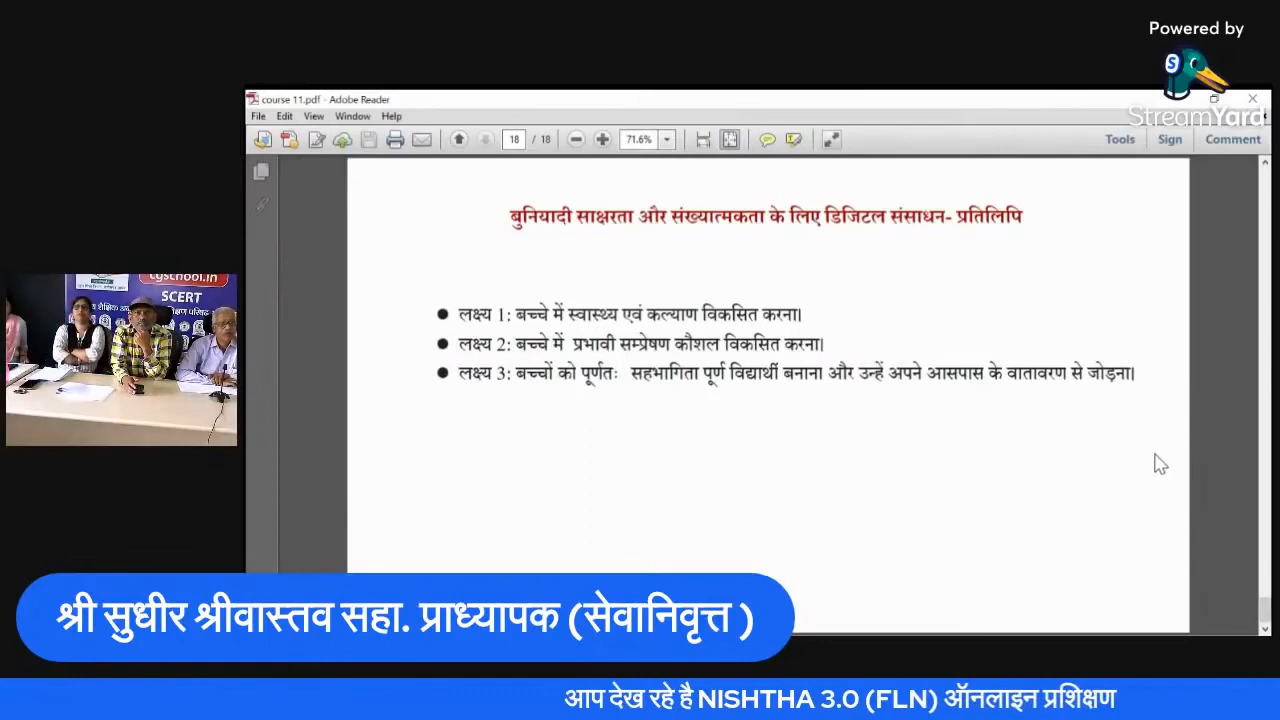 Powered by
StreamYard
course 11.pdf - Adobe Reader
File Edit View Window Help
18 / 18 71.6% Tools Sign Comment
बुनियादी साक्षरता और संख्यात्मकता के लिए डिजिटल संसाधन- प्रतिलिपि
● लक्ष्य 1: बच्चे में स्वास्थ्य एवं कल्याण विकसित करना।
● लक्ष्य 2: बच्चे में प्रभावी सम्प्रेषण कौशल विकसित करना।
● लक्ष्य 3: बच्चों को पूर्णतः सहभागिता पूर्ण विद्यार्थी बनाना और उन्हें अपने आसपास के वातावरण से जोड़ना।
cgschool.in
SCERT
श्री सुधीर श्रीवास्तव सहा. प्राध्यापक (सेवानिवृत्त )
आप देख रहे है NISHTHA 3.0 (FLN) ऑनलाइन प्रशिक्षण